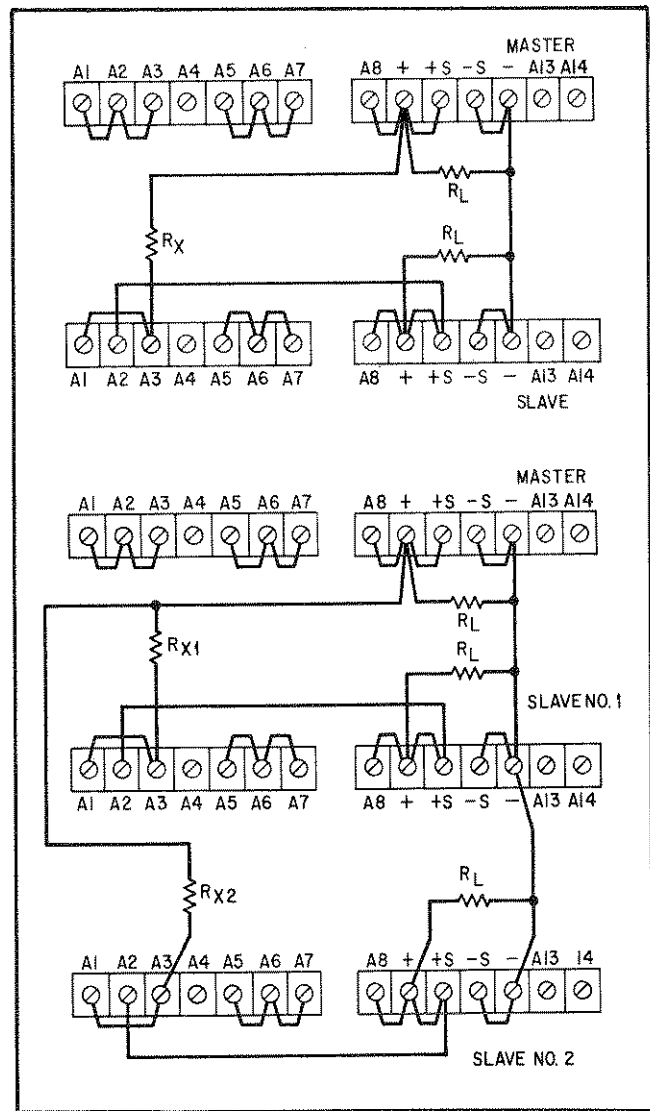 MASTER
A1 A2 A3 A4 A5 A6 A7 A8 + +S -S - A13 A14
RL
RX
RL
A1 A2 A3 A4 A5 A6 A7 A8 + +S -S - A13 A14
SLAVE
MASTER
A1 A2 A3 A4 A5 A6 A7 A8 + +S -S - A13 A14
RL
RX1
RL
SLAVE NO. 1
A1 A2 A3 A4 A5 A6 A7 A8 + +S -S - A13 A14
RX2
RL
A1 A2 A3 A4 A5 A6 A7 A8 + +S -S - A13 14
SLAVE NO. 2